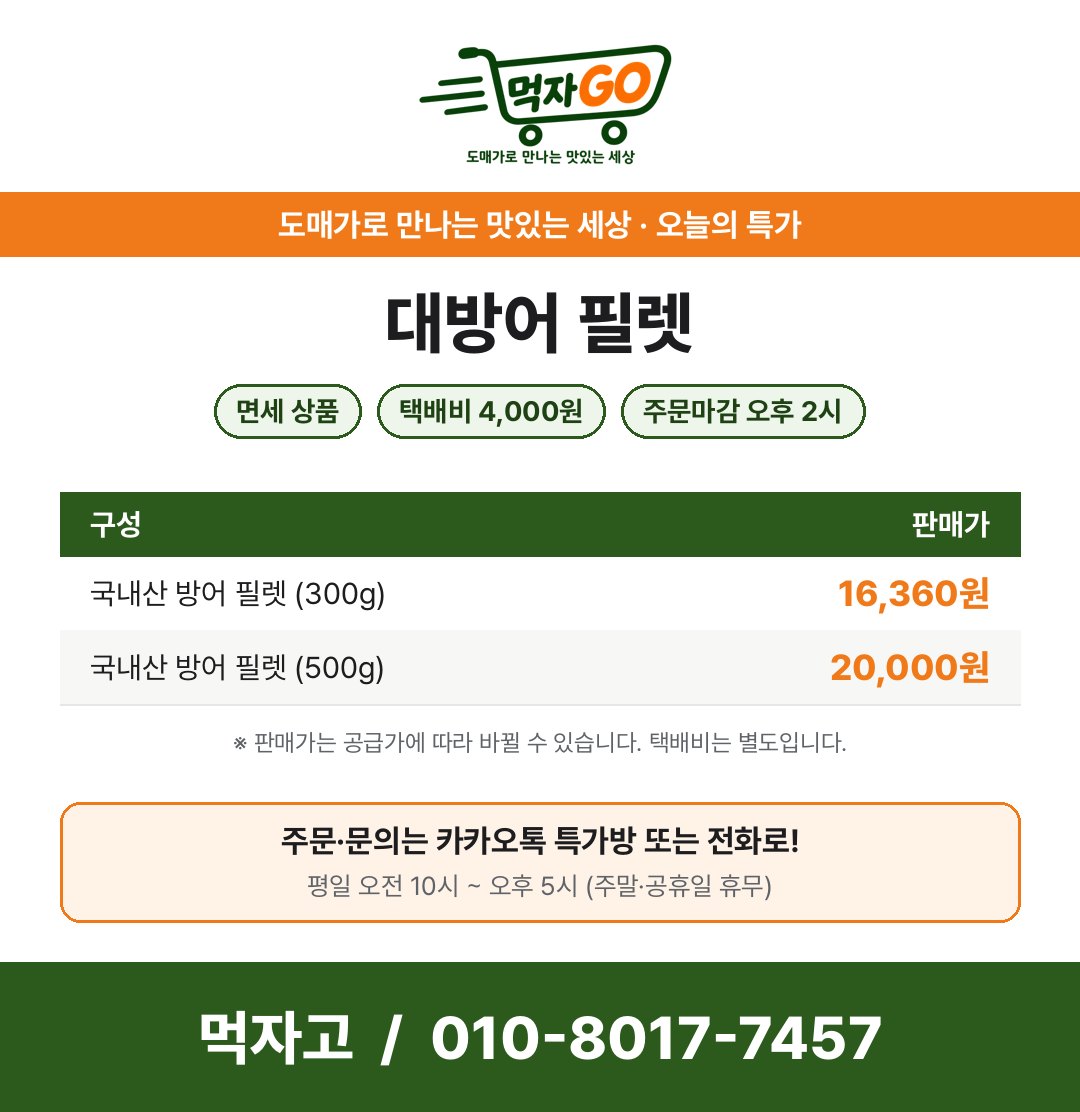 먹자GO
도매가로 만나는 맛있는 세상
도매가로 만나는 맛있는 세상 · 오늘의 특가
대방어 필렛
면세 상품 택배비 4,000원 주문마감 오후 2시
구성 판매가
국내산 방어 필렛 (300g) 16,360원
국내산 방어 필렛 (500g) 20,000원
※ 판매가는 공급가에 따라 바뀔 수 있습니다. 택배비는 별도입니다.
주문·문의는 카카오톡 특가방 또는 전화로!
평일 오전 10시 ~ 오후 5시 (주말·공휴일 휴무)
먹자고 / 010-8017-7457